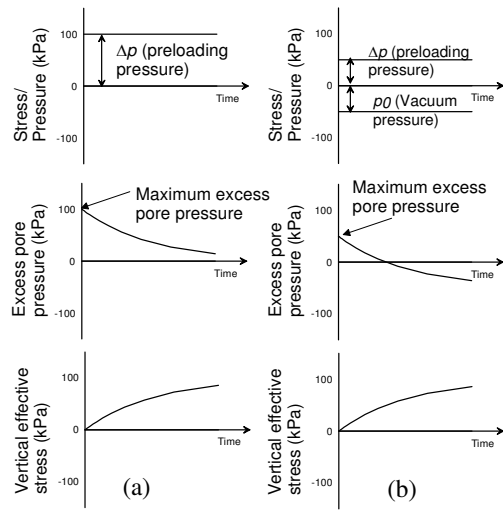 Stress/
Pressure (kPa)
100
0
-100
Δp (preloading
pressure)
Time
Stress/
Pressure (kPa)
100
0
-100
Δp (preloading
pressure)
Time
p0 (Vacuum
pressure)
Excess pore
pressure (kPa)
100
0
-100
Maximum excess
pore pressure
Time
Excess pore
pressure (kPa)
100
0
-100
Maximum excess
pore pressure
Time
Vertical effective
stress (kPa)
100
0
-100
Time
(a)
Vertical effective
stress (kPa)
100
0
-100
Time
(b)